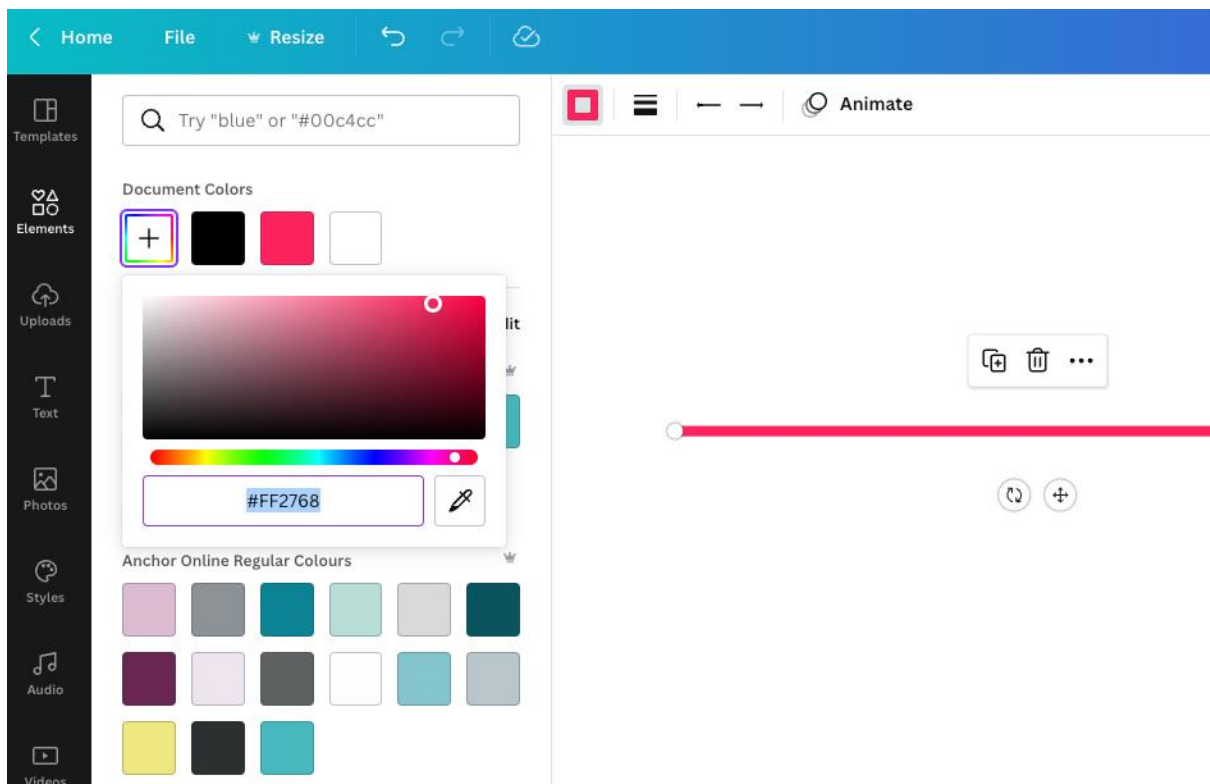 Home File Resize
Templates
Elements
Uploads
Text
Photos
Styles
Audio
Videos
Try "blue" or "#00c4cc"
Document Colors
lit
#FF2768
Anchor Online Regular Colours
Animate